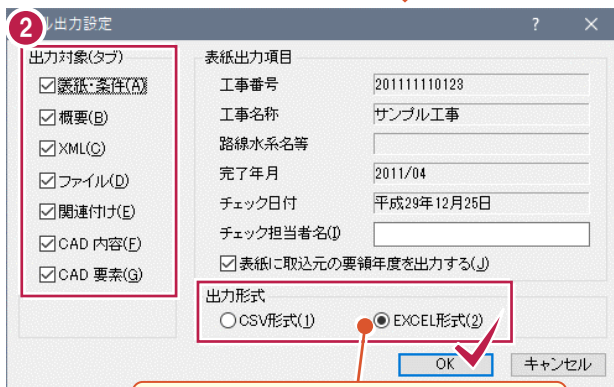 2
ル出力設定
? ×
出力対象(タブ)
表紙・条件(A)
概要(B)
XML(C)
ファイル(D)
関連付け(E)
CAD 内容(F)
CAD 要素(G)
表紙出力項目
工事番号 201111110123
工事名称 サンプル工事
路線水系名等
完了年月 2011/04
チェック日付 平成29年12月25日
チェック担当者名(I)
表紙に取込元の要領年度を出力する(J)
出力形式
CSV形式(1) EXCEL形式(2)
OK キャンセル